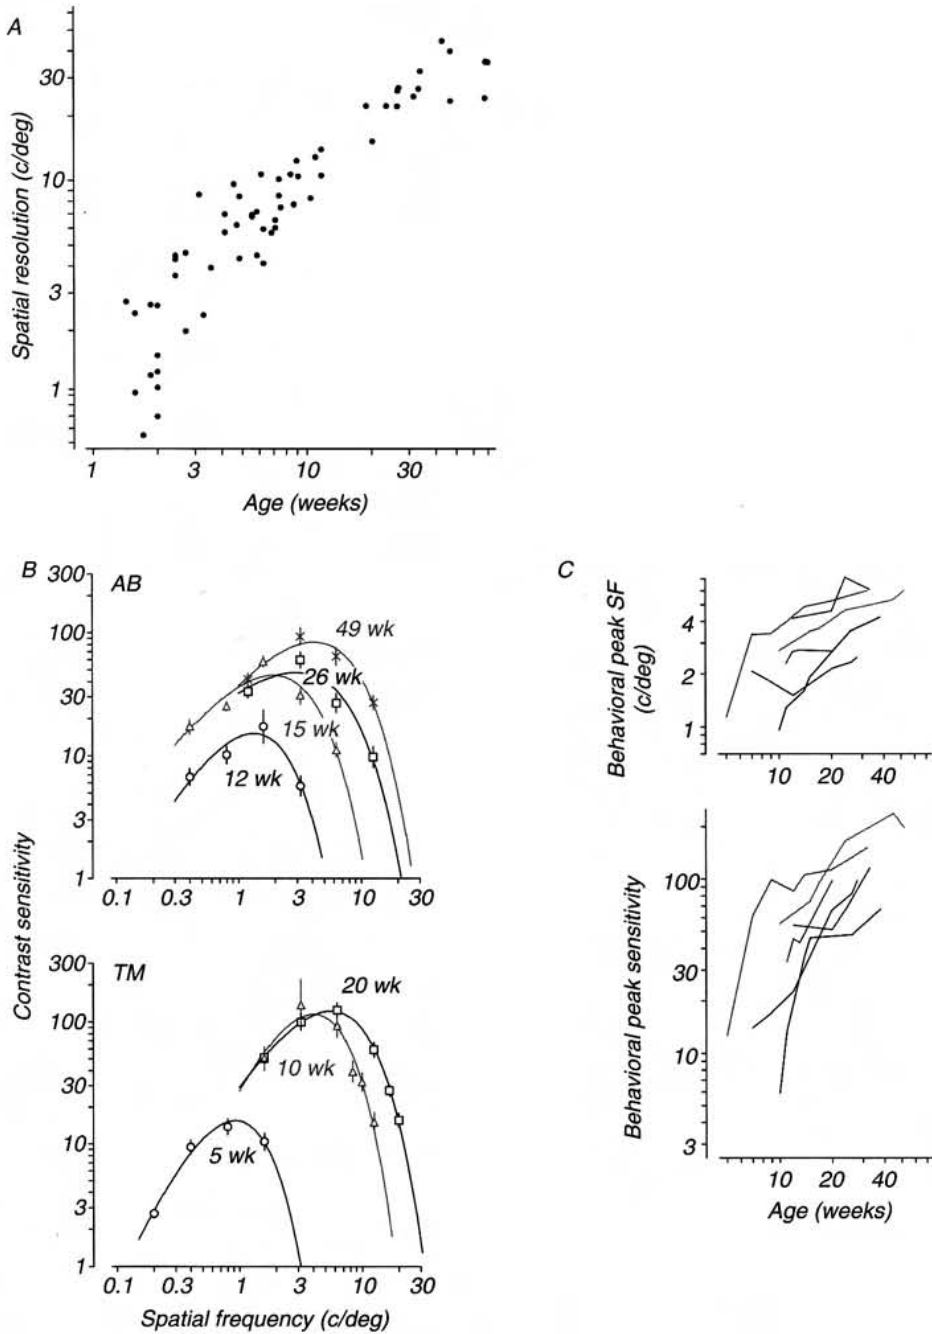 A
Spatial resolution (c/deg)
30
10
3
1
1 3 10 30
Age (weeks)
B
AB
Contrast sensitivity
300
100
30
10
3
1
49 wk
26 wk
15 wk
12 wk
0.1 0.3 1 3 10 30
TM
300
100
30
10
3
1
20 wk
10 wk
5 wk
0.1 0.3 1 3 10 30
Spatial frequency (c/deg)
C
Behavioral peak SF
(c/deg)
4
2
1
10 20 40
Behavioral peak sensitivity
100
30
10
3
10 20 40
Age (weeks)